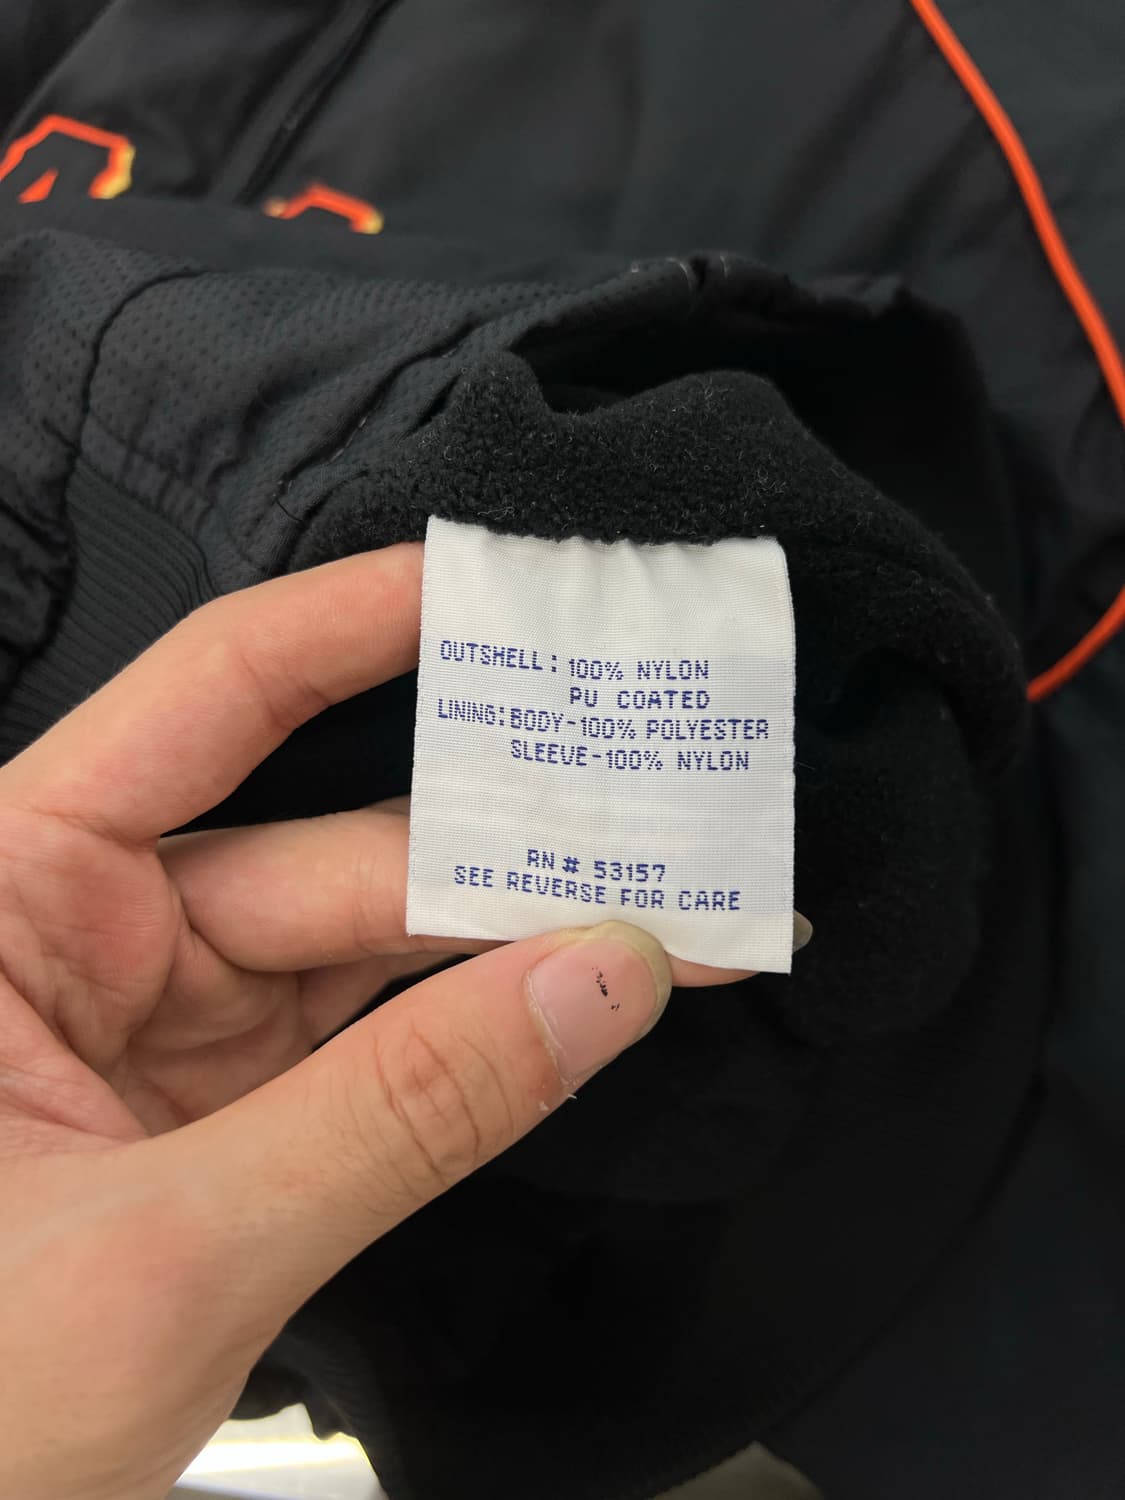 OUTSHELL: 100% NYLON
PU COATED
LINING: BODY-100% POLYESTER
SLEEVE-100% NYLON
RN # 53157
SEE REVERSE FOR CARE